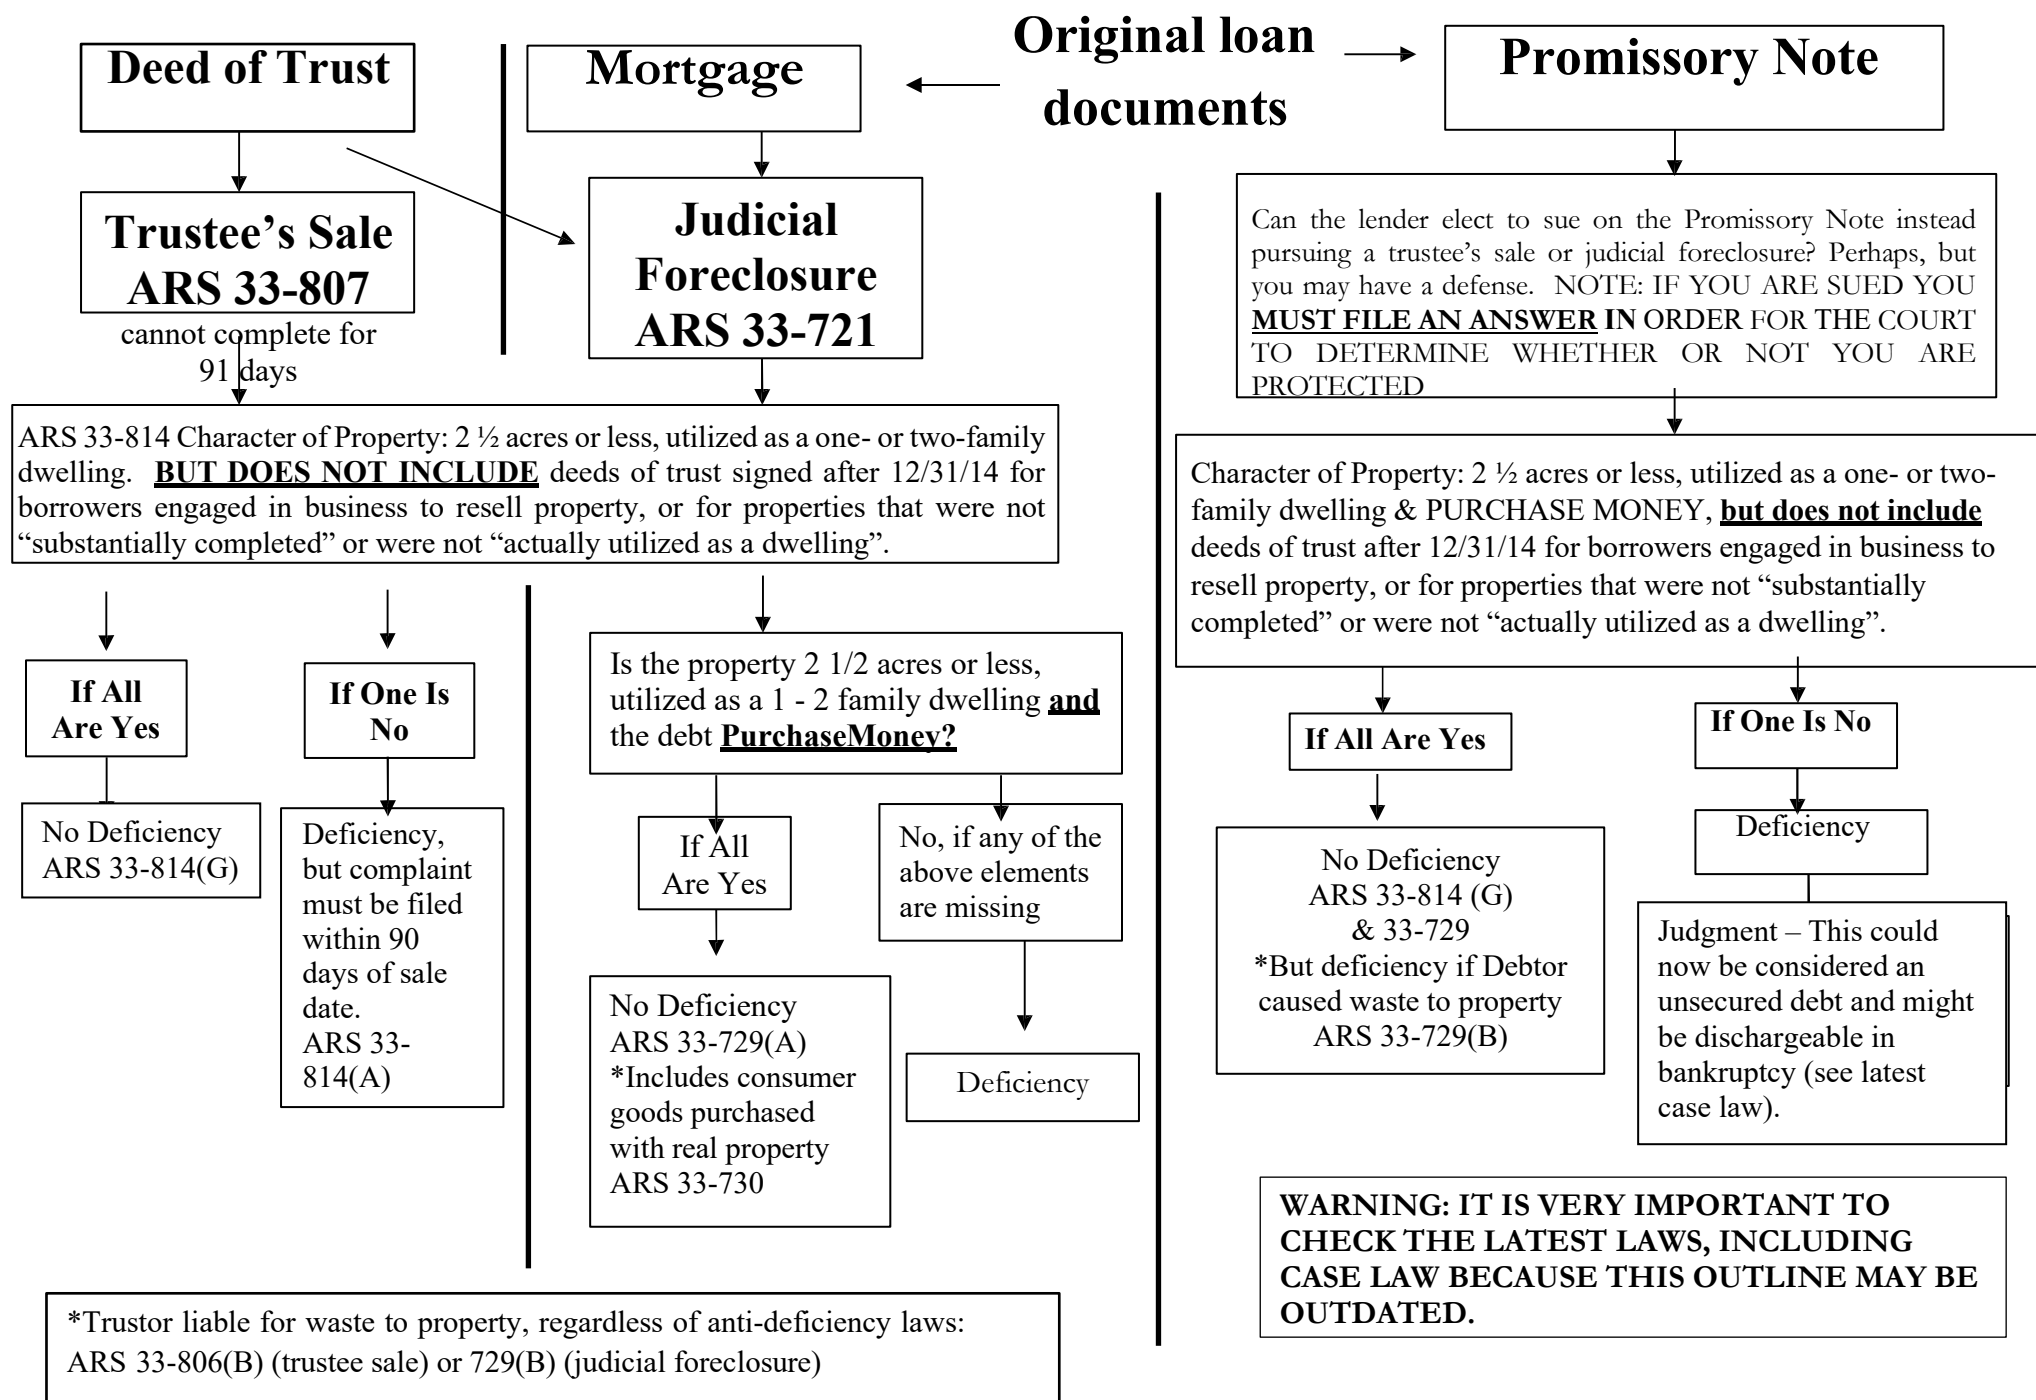 Original loan
documents
Deed of Trust
Mortgage
Promissory Note
Trustee’s Sale
ARS 33-807
cannot complete for
91 days
Judicial
Foreclosure
ARS 33-721
Can the lender elect to sue on the Promissory Note instead
pursuing a trustee’s sale or judicial foreclosure? Perhaps, but
you may have a defense. NOTE: IF YOU ARE SUED YOU
MUST FILE AN ANSWER IN ORDER FOR THE COURT
TO DETERMINE WHETHER OR NOT YOU ARE
PROTECTED
ARS 33-814 Character of Property: 2 ½ acres or less, utilized as a one- or two-family
dwelling. BUT DOES NOT INCLUDE deeds of trust signed after 12/31/14 for
borrowers engaged in business to resell property, or for properties that were not
“substantially completed” or were not “actually utilized as a dwelling”.
Character of Property: 2 ½ acres or less, utilized as a one- or two-
family dwelling & PURCHASE MONEY, but does not include
deeds of trust after 12/31/14 for borrowers engaged in business to
resell property, or for properties that were not “substantially
completed” or were not “actually utilized as a dwelling”.
If All
Are Yes
If One Is
No
Is the property 2 1/2 acres or less,
utilized as a 1 - 2 family dwelling and
the debt PurchaseMoney?
If All Are Yes
If One Is No
No Deficiency
ARS 33-814(G)
Deficiency,
but complaint
must be filed
within 90
days of sale
date.
ARS 33-
814(A)
If All
Are Yes
No, if any of the
above elements
are missing
No Deficiency
ARS 33-729(A)
*Includes consumer
goods purchased
with real property
ARS 33-730
Deficiency
No Deficiency
ARS 33-814 (G)
& 33-729
*But deficiency if Debtor
caused waste to property
ARS 33-729(B)
Deficiency
Judgment – This could
now be considered an
unsecured debt and might
be dischargeable in
bankruptcy (see latest
case law).
WARNING: IT IS VERY IMPORTANT TO
CHECK THE LATEST LAWS, INCLUDING
CASE LAW BECAUSE THIS OUTLINE MAY BE
OUTDATED.
*Trustor liable for waste to property, regardless of anti-deficiency laws:
ARS 33-806(B) (trustee sale) or 729(B) (judicial foreclosure)